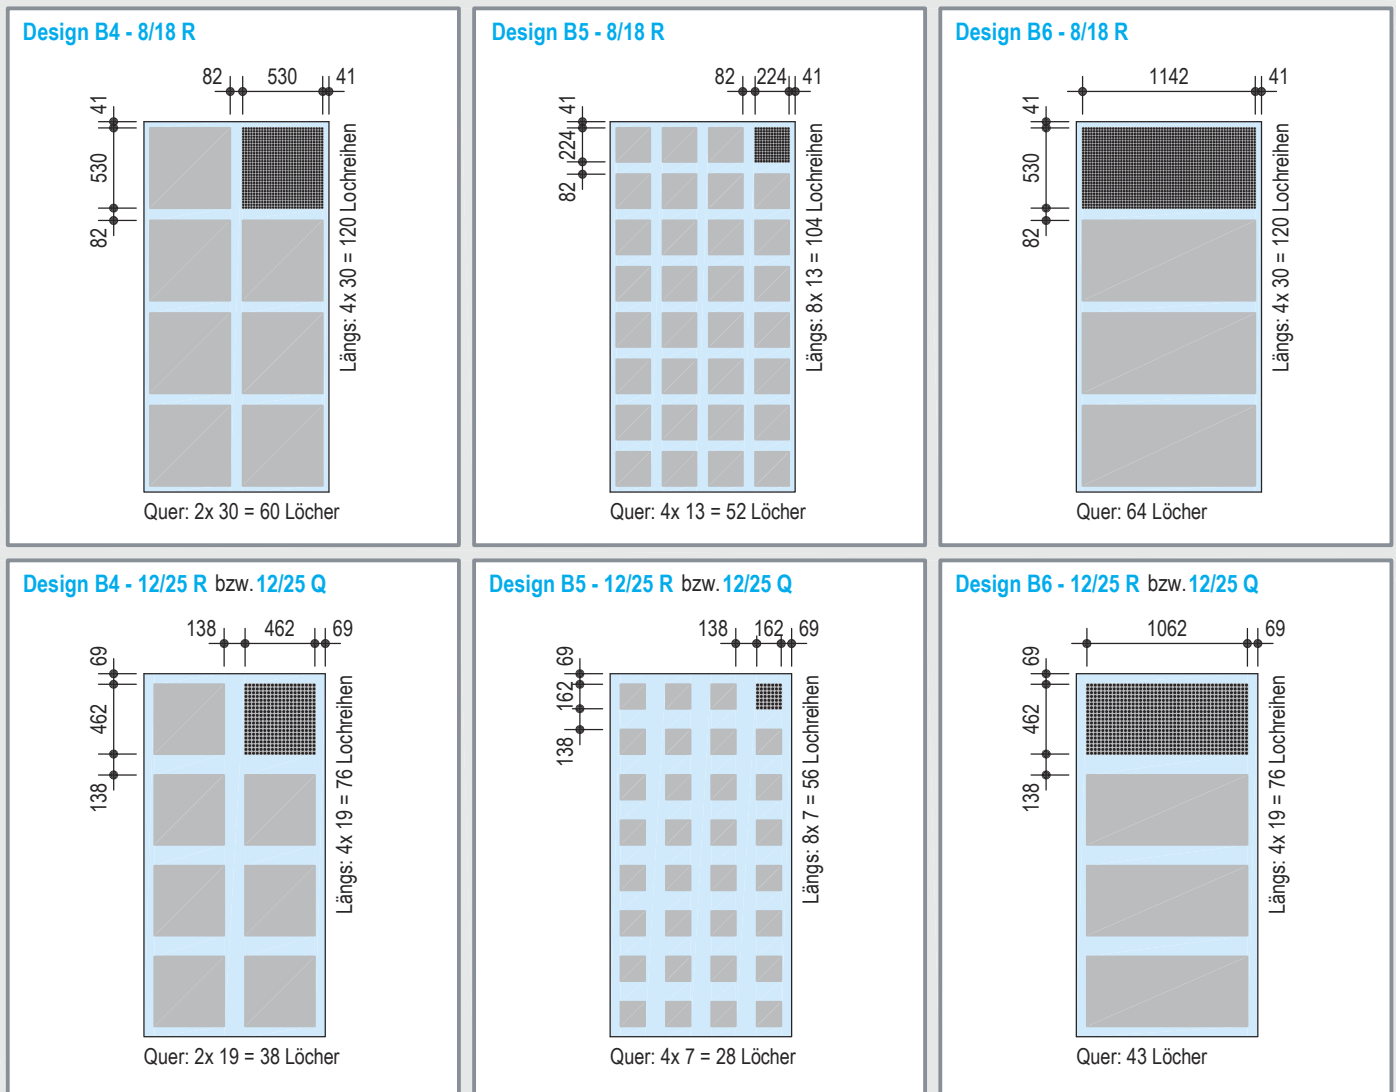 Design B4 - 8/18 R
82 530 41
41
530
82
Längs: 4x 30 = 120 Lochreihen
Quer: 2x 30 = 60 Löcher
Design B5 - 8/18 R
82 224 41
41
224
82
Längs: 8x 13 = 104 Lochreihen
Quer: 4x 13 = 52 Löcher
Design B6 - 8/18 R
1142 41
41
530
82
Längs: 4x 30 = 120 Lochreihen
Quer: 64 Löcher
Design B4 - 12/25 R bzw. 12/25 Q
138 462 69
69
462
138
Längs: 4x 19 = 76 Lochreihen
Quer: 2x 19 = 38 Löcher
Design B5 - 12/25 R bzw. 12/25 Q
138 162 69
69
162
138
Längs: 8x 7 = 56 Lochreihen
Quer: 4x 7 = 28 Löcher
Design B6 - 12/25 R bzw. 12/25 Q
1062 69
69
462
138
Längs: 4x 19 = 76 Lochreihen
Quer: 43 Löcher